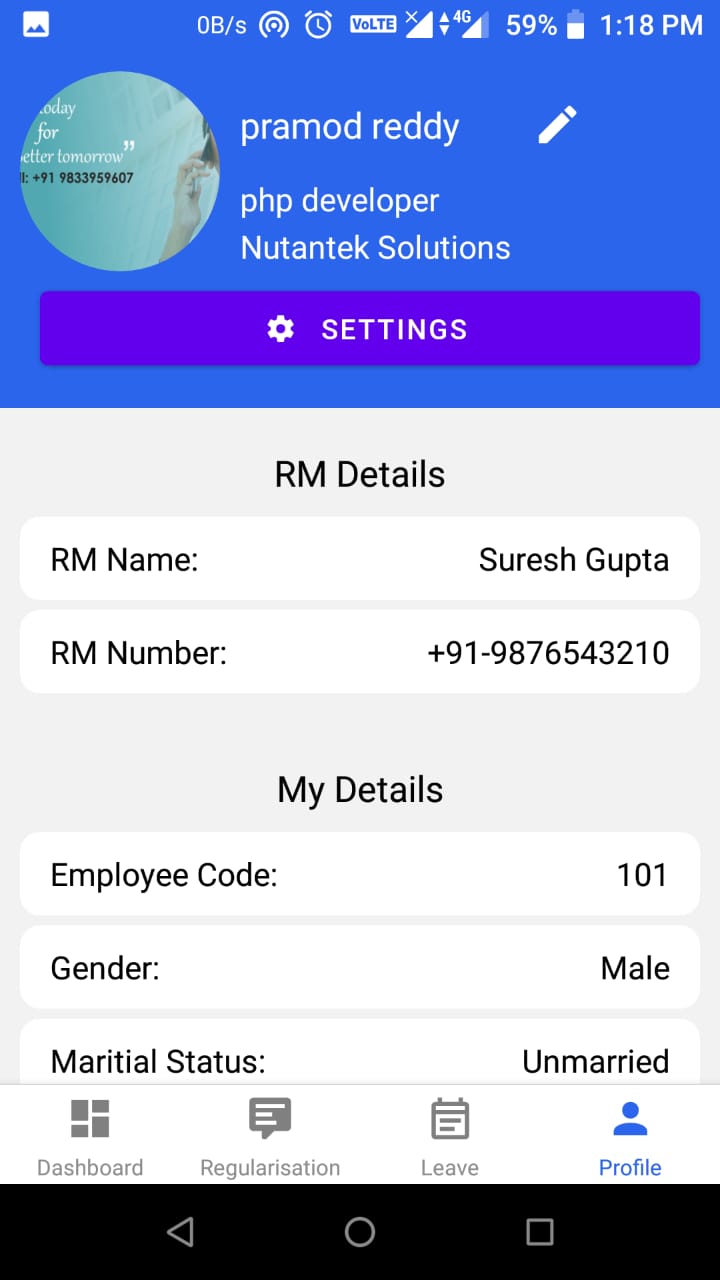 0B/s VoLTE 4G 59% 1:18 PM
today
for
etter tomorrow”
l: +91 9833959607
pramod reddy
php developer
Nutantek Solutions
SETTINGS
RM Details
RM Name: Suresh Gupta
RM Number: +91-9876543210
My Details
Employee Code: 101
Gender: Male
Maritial Status: Unmarried
Dashboard Regularisation Leave Profile